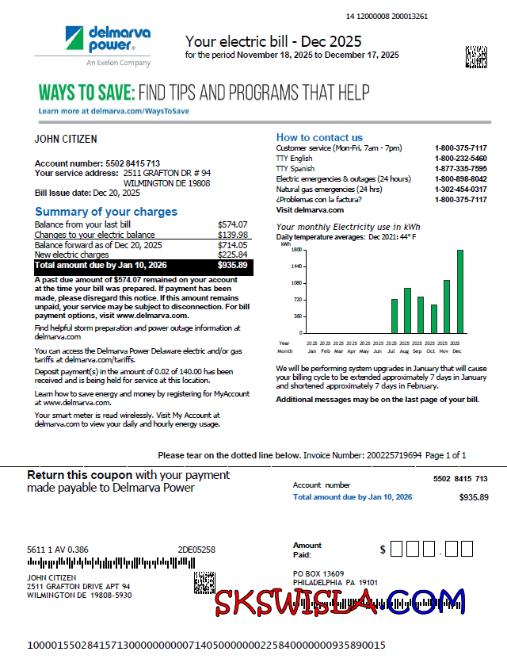 14 12000008 200013261
delmarva power®
An Exelon Company
Your electric bill - Dec 2025
for the period November 18, 2025 to December 17, 2025
WAYS TO SAVE: FIND TIPS AND PROGRAMS THAT HELP
Learn more at delmarva.com/WaysToSave
JOHN CITIZEN
Account number: 5502 8415 713
Your service address: 2511 GRAFTON DR # 94
WILMINGTON DE 19808
Bill Issue date: Dec 20, 2025
Summary of your charges
Balance from your last bill $574.07
Changes to your electric balance $139.98
Balance forward as of Dec 20, 2025 $714.05
New electric charges $225.84
Total amount due by Jan 10, 2026 $935.89
A past due amount of $574.07 remained on your account
at the time your bill was prepared. If payment has been
made, please disregard this notice. If this amount remains
unpaid, your service may be subject to disconnection. For bill
payment options, visit www.delmarva.com.
Find helpful storm preparation and power outage information at
delmarva.com
You can access the Delmarva Power Delaware electric and/or gas
tariffs at delmarva.com/tariffs.
Deposit payment(s) in the amount of 0.02 of 140.00 has been
received and is being held for service at this location.
Learn how to save energy and money by registering for MyAccount
at www.delmarva.com.
Your smart meter is read wirelessly. Visit My Account at
delmarva.com to view your daily and hourly energy usage.
How to contact us
Customer service (Mon-Fri, 7am - 7pm) 1-800-375-7117
TTY English 1-800-232-5460
TTY Spanish 1-877-335-7595
Electric emergencies & outages (24 hours) 1-800-898-8042
Natural gas emergencies (24 hrs) 1-302-454-0317
¿Problemas con la factura? 1-800-375-7117
Visit delmarva.com
Your monthly Electricity use in kWh
Daily temperature averages: Dec 2021: 44° F
kWh
1800
1440
1080
720
360
0
Year 2025 2025 2025 2025 2025 2025 2025 2025 2025 2025 2025 2025
Month Jan Feb Mar Apr May Jun Jul Aug Sep Oct Nov Dec
We will be performing system upgrades in January that will cause
your billing cycle to be extended approximately 7 days in January
and shortened approximately 7 days in February.
Additional messages may be on the last page of your bill.
Please tear on the dotted line below. Invoice Number: 200225719694 Page 1 of 1
Return this coupon with your payment
made payable to Delmarva Power
Account number 5502 8415 713
Total amount due by Jan 10, 2026 $935.89
5611 1 AV 0.386 2DE05258
JOHN CITIZEN
2511 GRAFTON DRIVE APT 94
WILMINGTON DE 19808-5930
Amount
Paid: $ .
PO BOX 13609
PHILADELPHIA PA 19101
SKSWISLA.COM
10000155028415713000000000071405000000022584000000000935890015